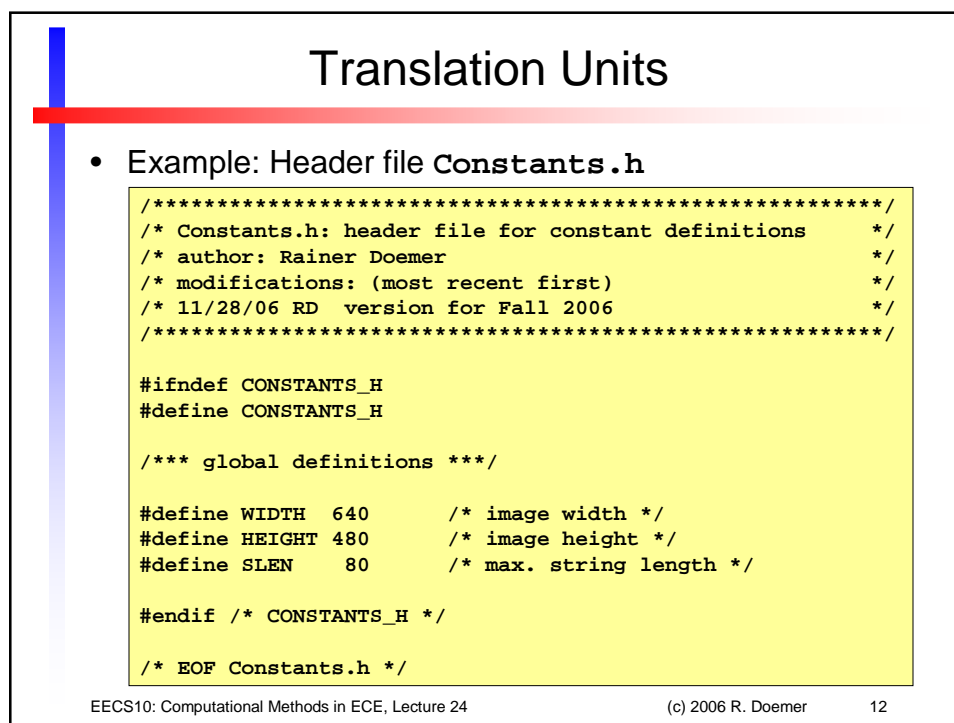 Translation Units
• Example: Header file Constants.h
/*********************************************************/
/* Constants.h: header file for constant definitions     */
/* author: Rainer Doemer                                 */
/* modifications: (most recent first)                    */
/* 11/28/06 RD  version for Fall 2006                    */
/*********************************************************/
#ifndef CONSTANTS_H
#define CONSTANTS_H
/*** global definitions ***/
#define WIDTH  640      /* image width */
#define HEIGHT 480      /* image height */
#define SLEN    80      /* max. string length */
#endif /* CONSTANTS_H */
/* EOF Constants.h */
EECS10: Computational Methods in ECE, Lecture 24 (c) 2006 R. Doemer 12